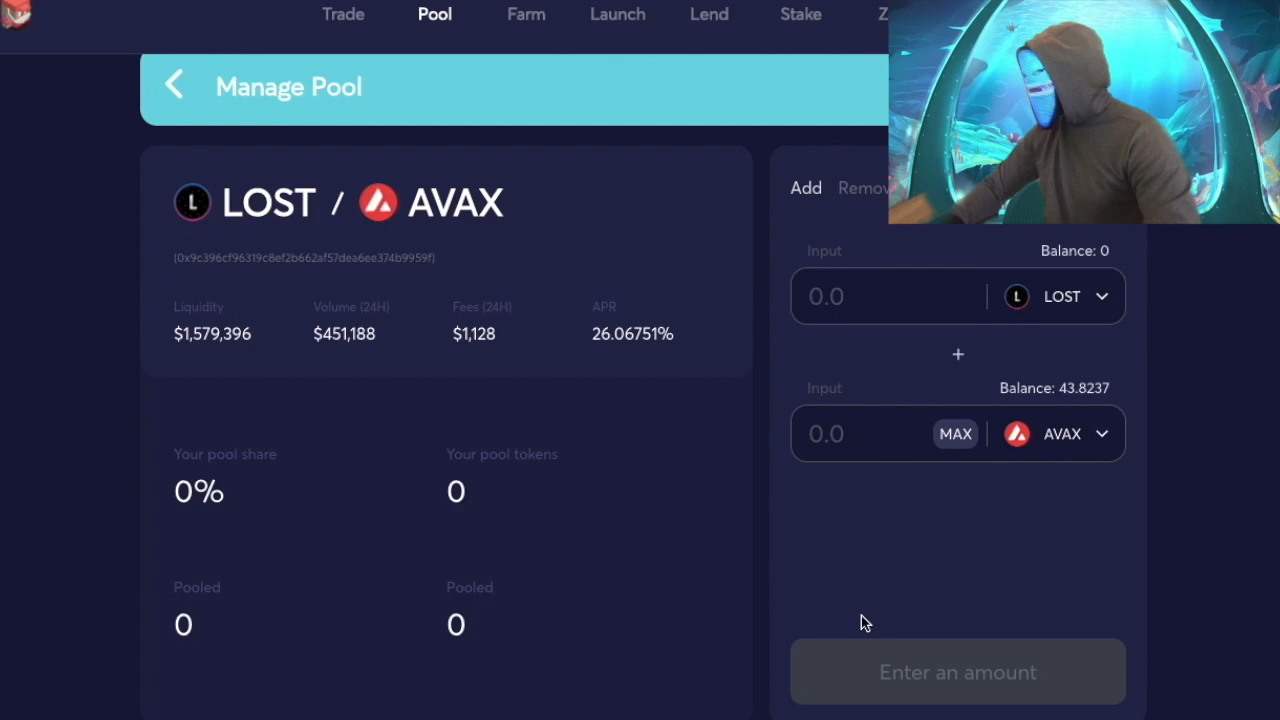 Trade Pool Farm Launch Lend Stake Z
Manage Pool
L LOST / AVAX
(0x9c396cf96319c8ef2b662af57dea6ee374b9959f)
Liquidity Volume (24H) Fees (24H) APR
$1,579,396 $451,188 $1,128 26.06751%
Your pool share Your pool tokens
0% 0
Pooled Pooled
0 0
Add Remov
Input Balance: 0
0.0 L LOST
+
Input Balance: 43.8237
0.0 MAX AVAX
Enter an amount